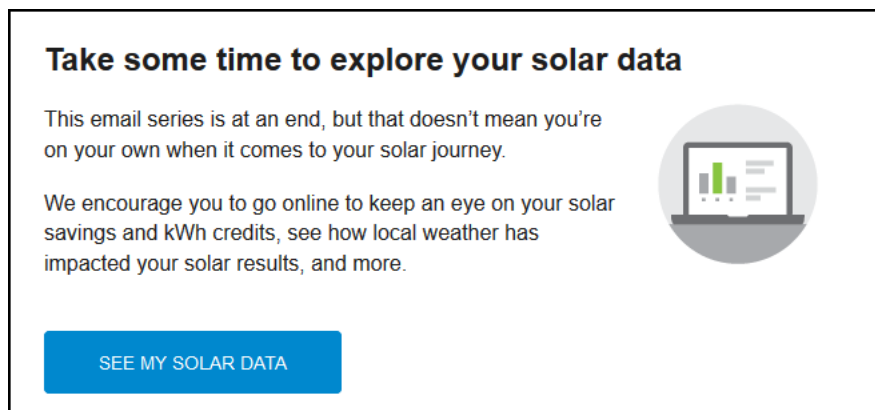 Take some time to explore your solar data
This email series is at an end, but that doesn’t mean you’re
on your own when it comes to your solar journey.
We encourage you to go online to keep an eye on your solar
savings and kWh credits, see how local weather has
impacted your solar results, and more.
SEE MY SOLAR DATA